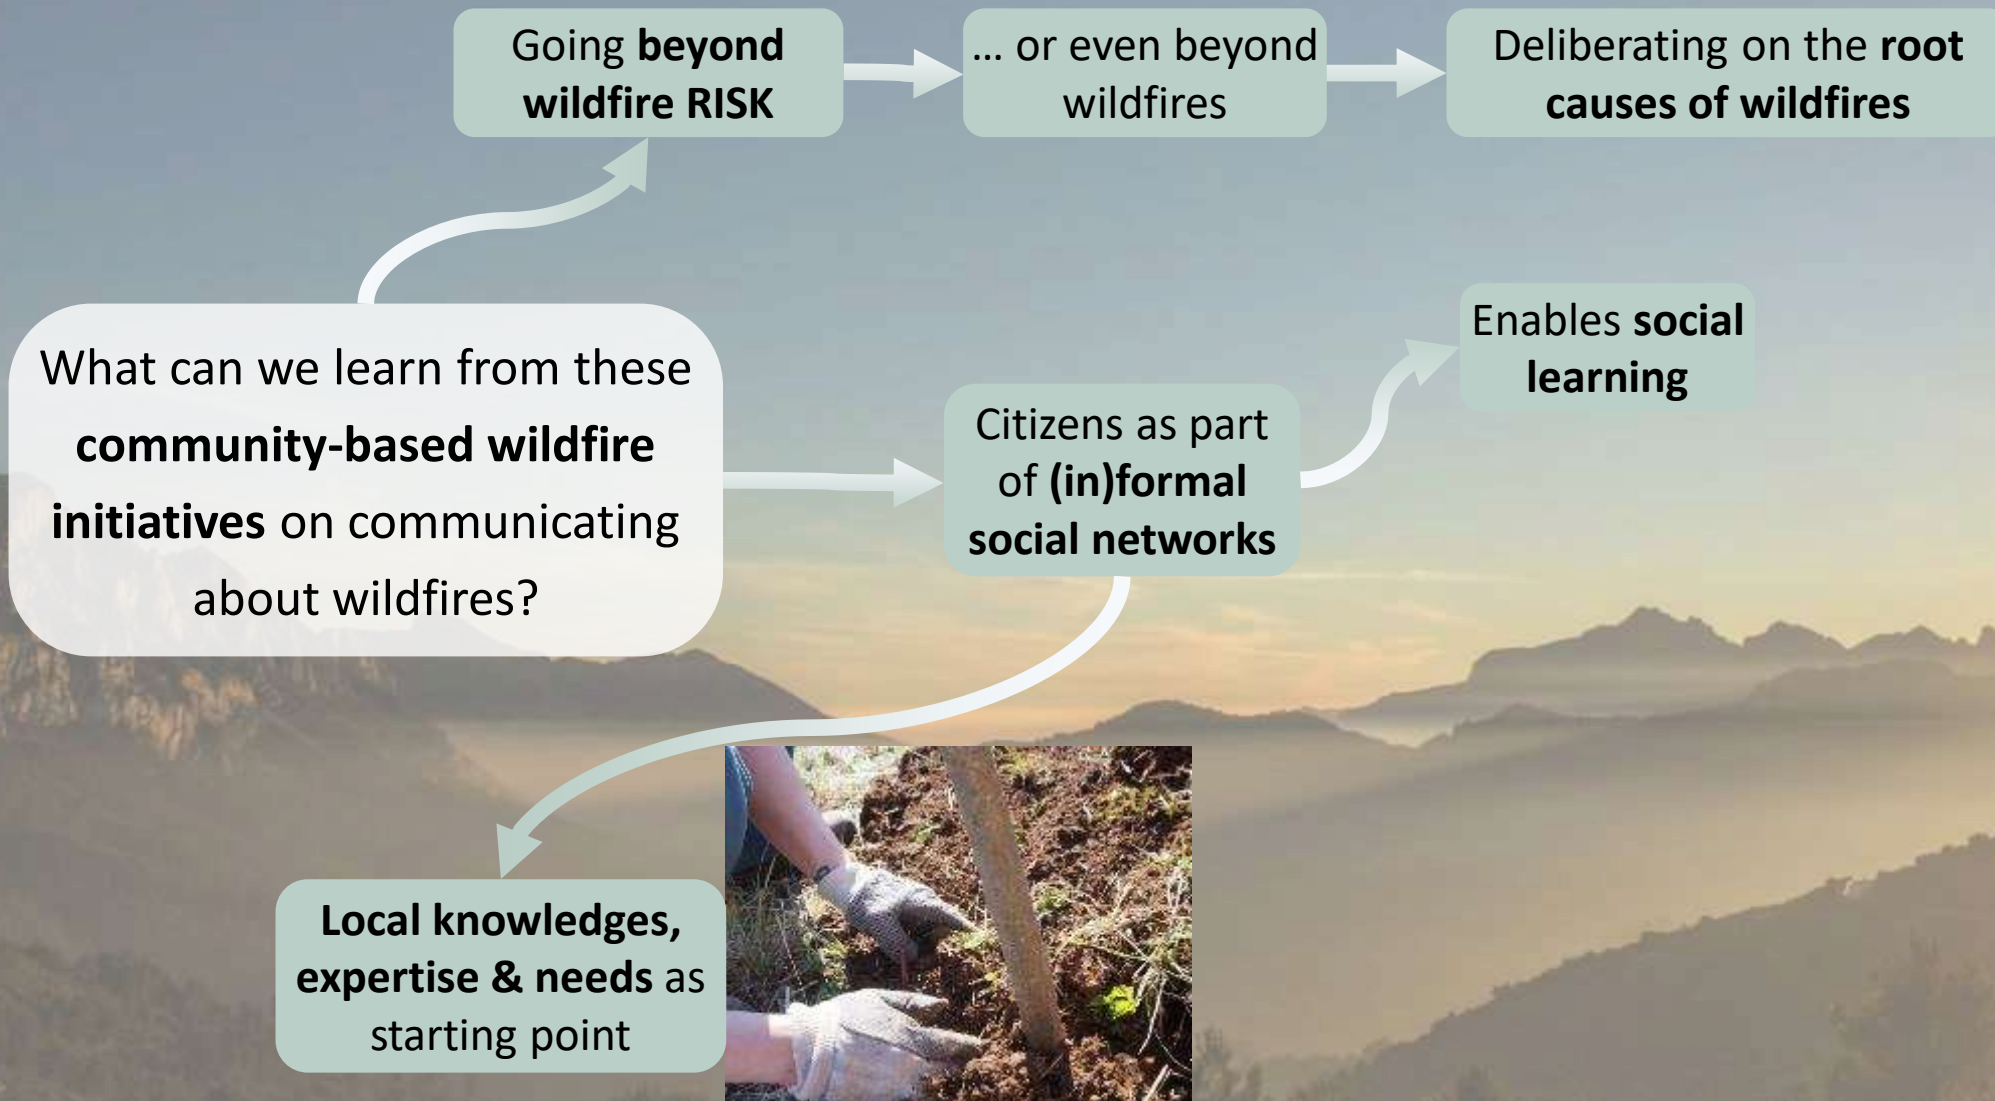 Going beyond
wildfire RISK
... or even beyond
wildfires
Deliberating on the root
causes of wildfires
What can we learn from these
community-based wildfire
initiatives on communicating
about wildfires?
Citizens as part
of (in)formal
social networks
Enables social
learning
Local knowledges,
expertise & needs as
starting point